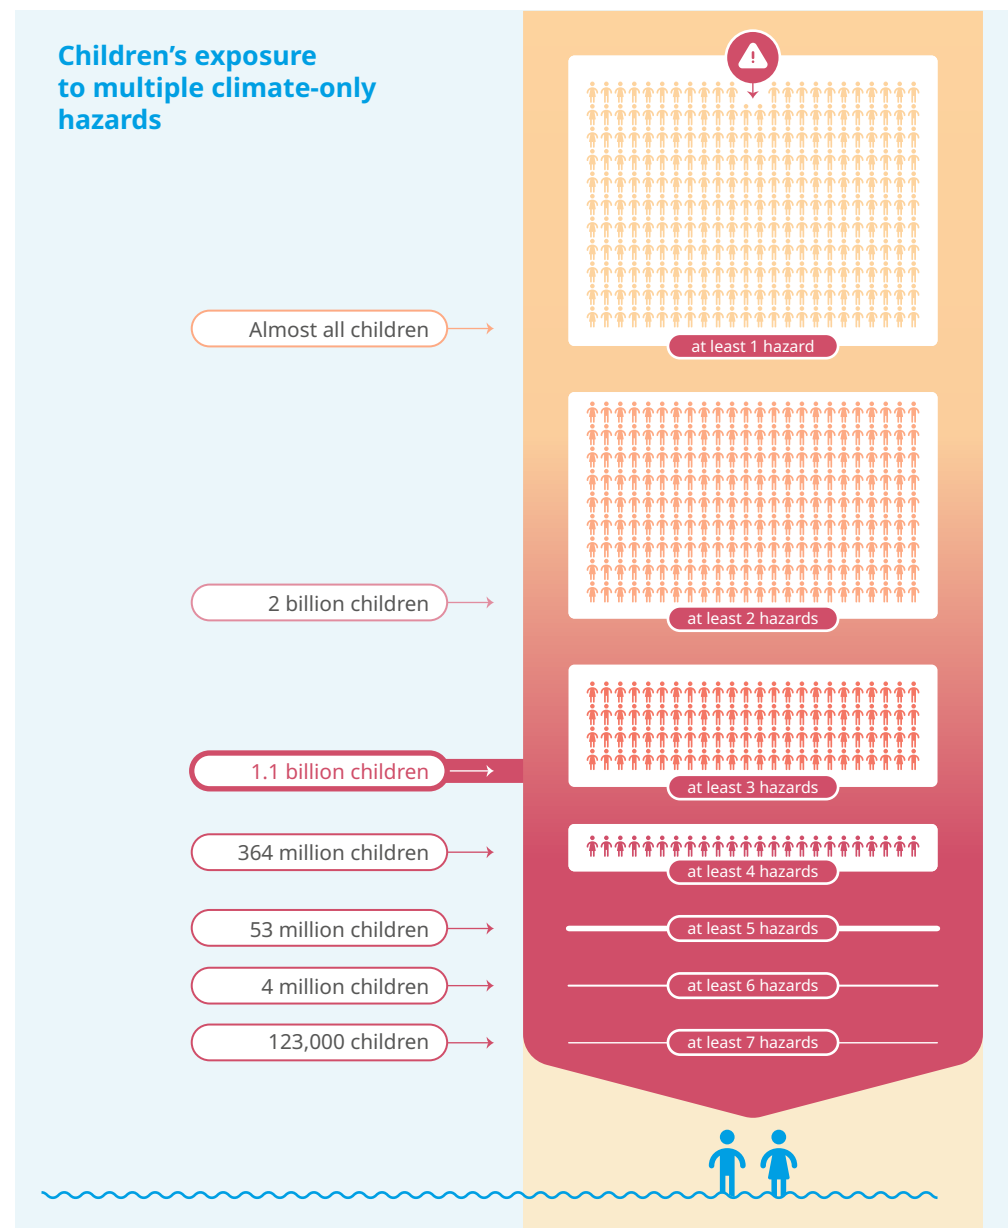 Children’s exposure
to multiple climate-only
hazards
!
Almost all children
at least 1 hazard
2 billion children
at least 2 hazards
1.1 billion children
at least 3 hazards
364 million children
at least 4 hazards
53 million children
at least 5 hazards
4 million children
at least 6 hazards
123,000 children
at least 7 hazards